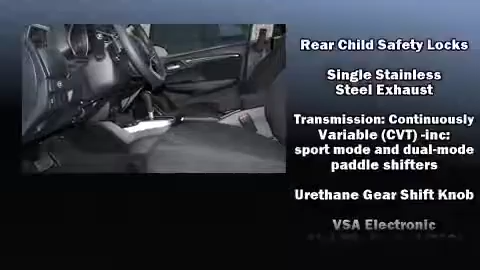 Rear Child Safety Locks
Single Stainless
Steel Exhaust
Transmission: Continuously
Variable (CVT) -inc:
sport mode and dual-mode
paddle shifters
Urethane Gear Shift Knob
VSA Electronic